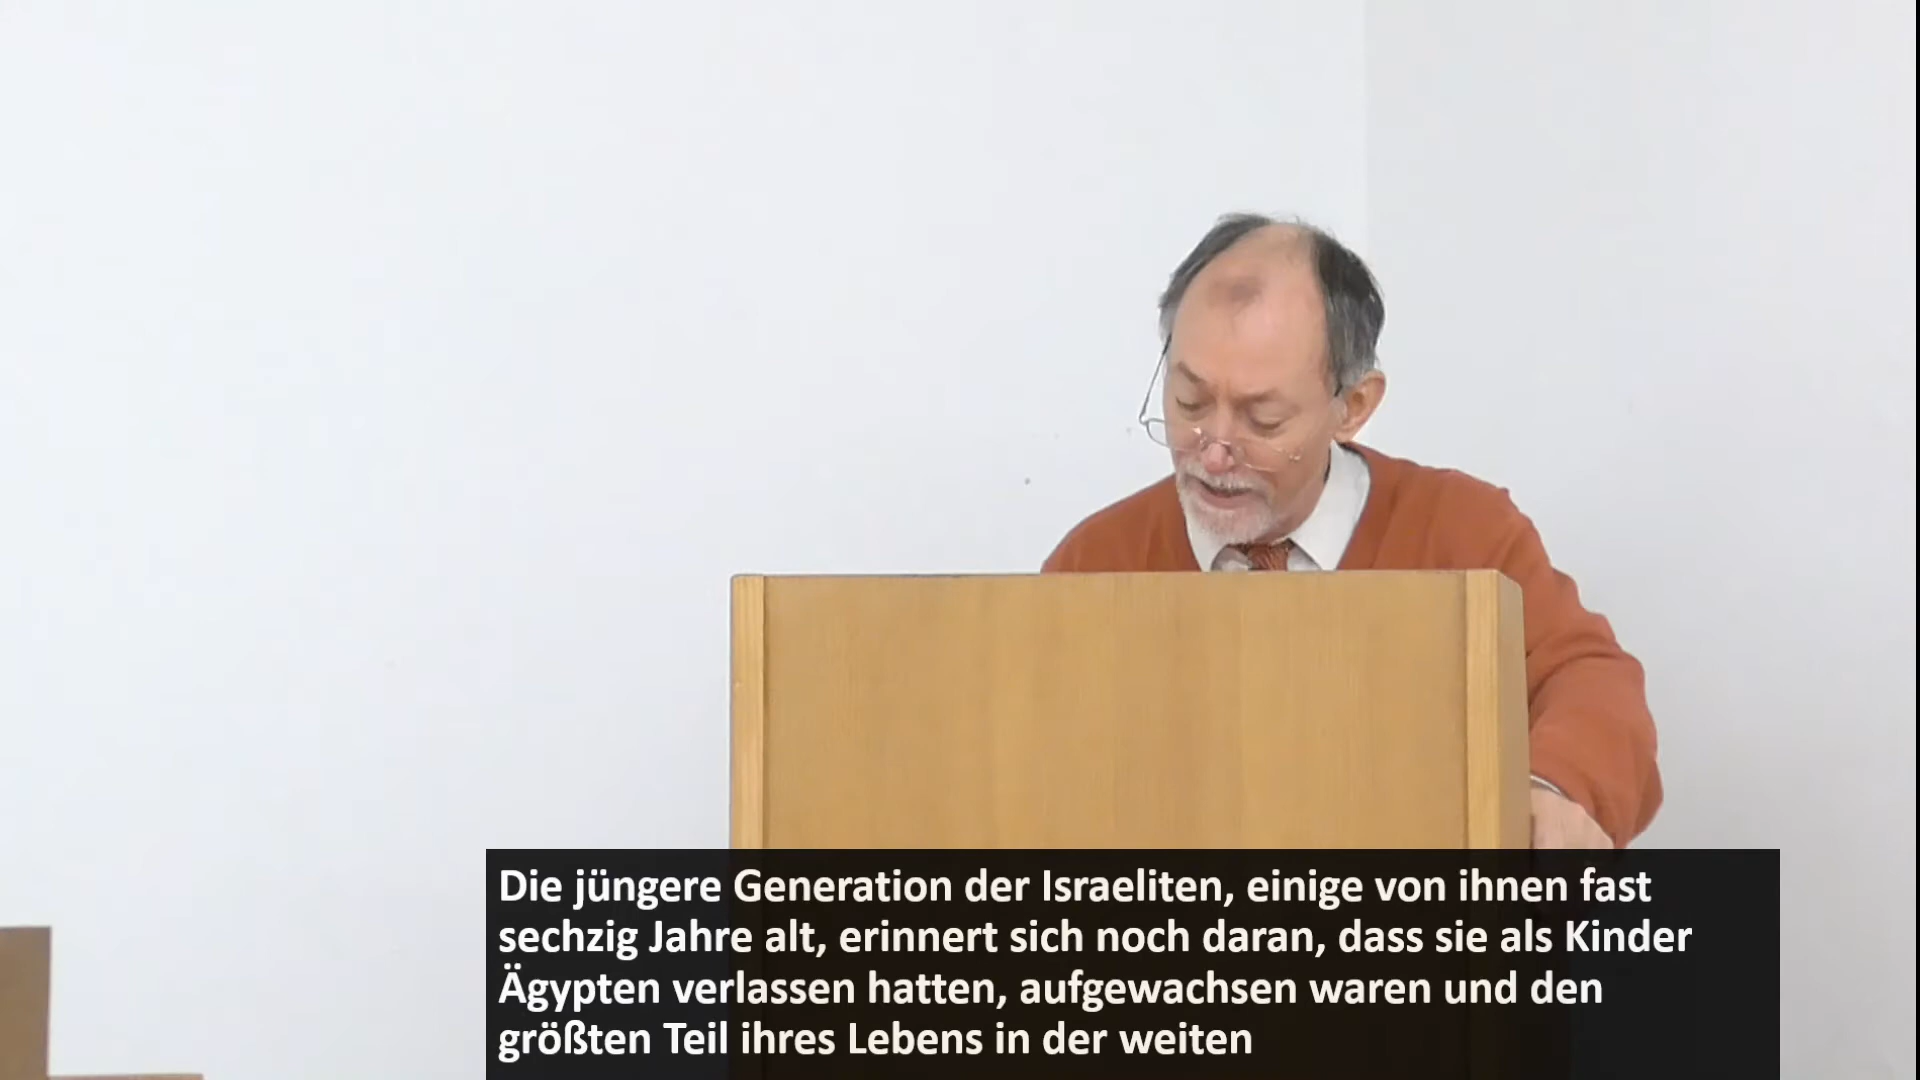 Die jüngere Generation der Israeliten, einige von ihnen fast
sechzig Jahre alt, erinnert sich noch daran, dass sie als Kinder
Ägypten verlassen hatten, aufgewachsen waren und den
größten Teil ihres Lebens in der weiten